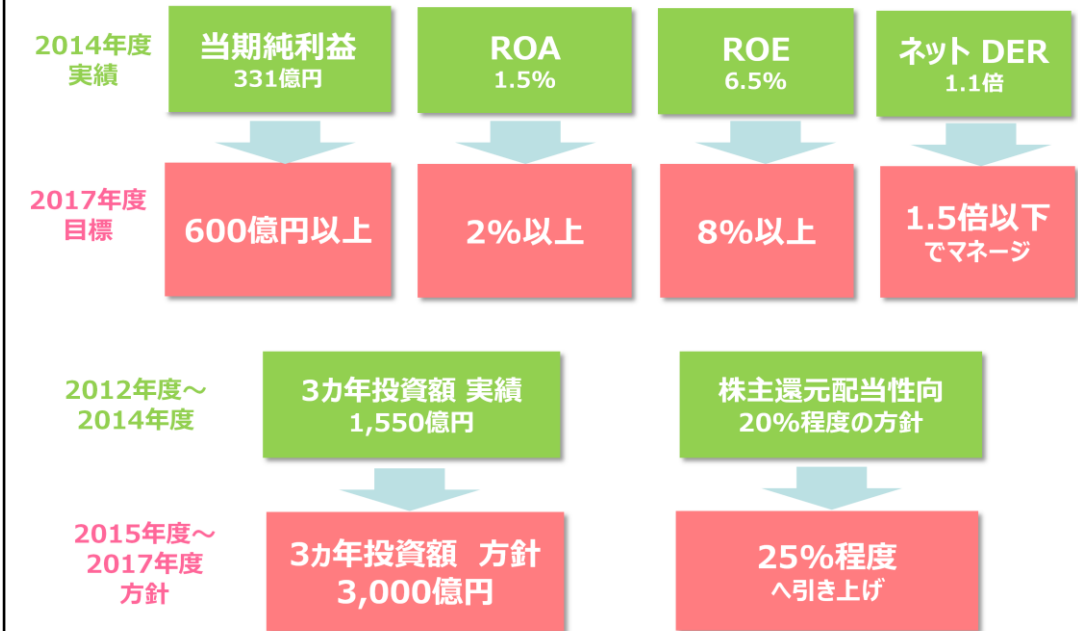 2014年度
実績
当期純利益
331億円
ROA
1.5%
ROE
6.5%
ネット DER
1.1倍
2017年度
目標
600億円以上
2%以上
8%以上
1.5倍以下
でマネージ
2012年度～
2014年度
3カ年投資額 実績
1,550億円
株主還元配当性向
20%程度の方針
2015年度～
2017年度
方針
3ヵ年投資額 方針
3,000億円
25%程度
へ引き上げ